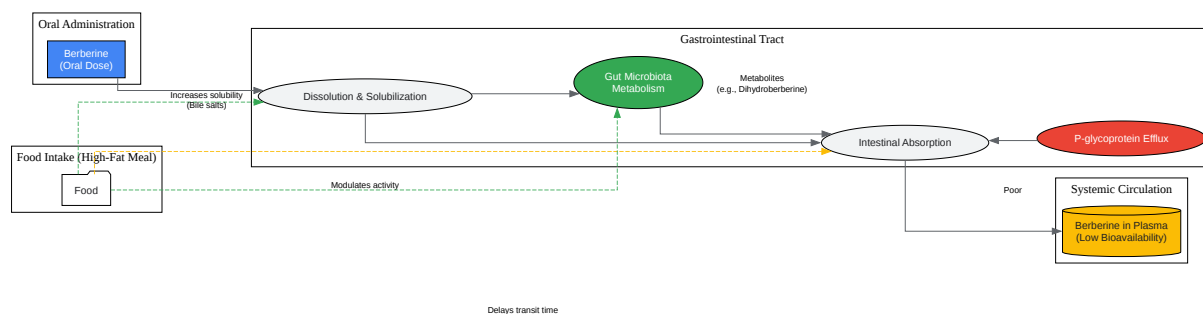 Oral Administration
Berberine
(Oral Dose)
Gastrointestinal Tract
Increases solubility
(Bile salts)
Dissolution & Solubilization
Gut Microbiota
Metabolism
Metabolites
(e.g., Dihydroberberine)
Intestinal Absorption
P-glycoprotein Efflux
Food Intake (High-Fat Meal)
Food
Modulates activity
Poor
Systemic Circulation
Berberine in Plasma
(Low Bioavailability)
Delays transit time